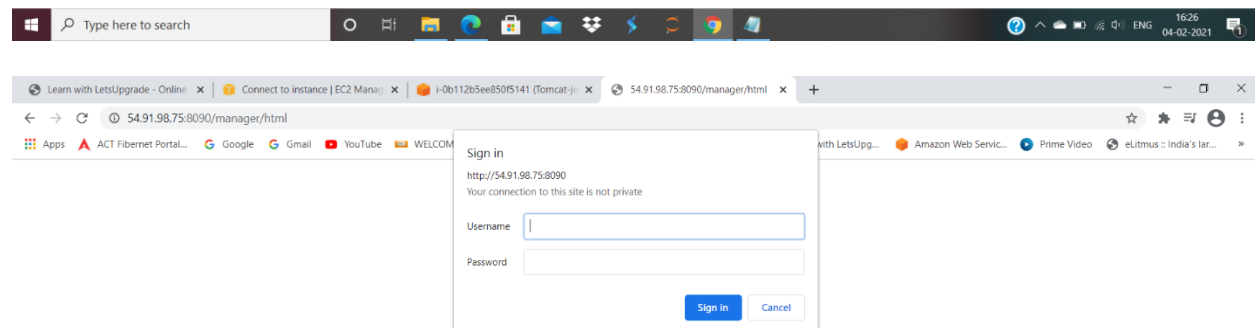 Type here to search
ENG
16:26
04-02-2021
1
Learn with LetsUpgrade - Online
Connect to instance | EC2 Manag
i-0b112b5ee850f5141 (Tomcat-je
54.91.98.75:8090/manager/html
54.91.98.75:8090/manager/html
Apps ACT Fibernet Portal... Google Gmail YouTube WELCOM with LetsUpg... Amazon Web Servic... Prime Video eLitmus :: India's lar... »
Sign in
http://54.91.98.75:8090
Your connection to this site is not private
Username
Password
Sign in Cancel